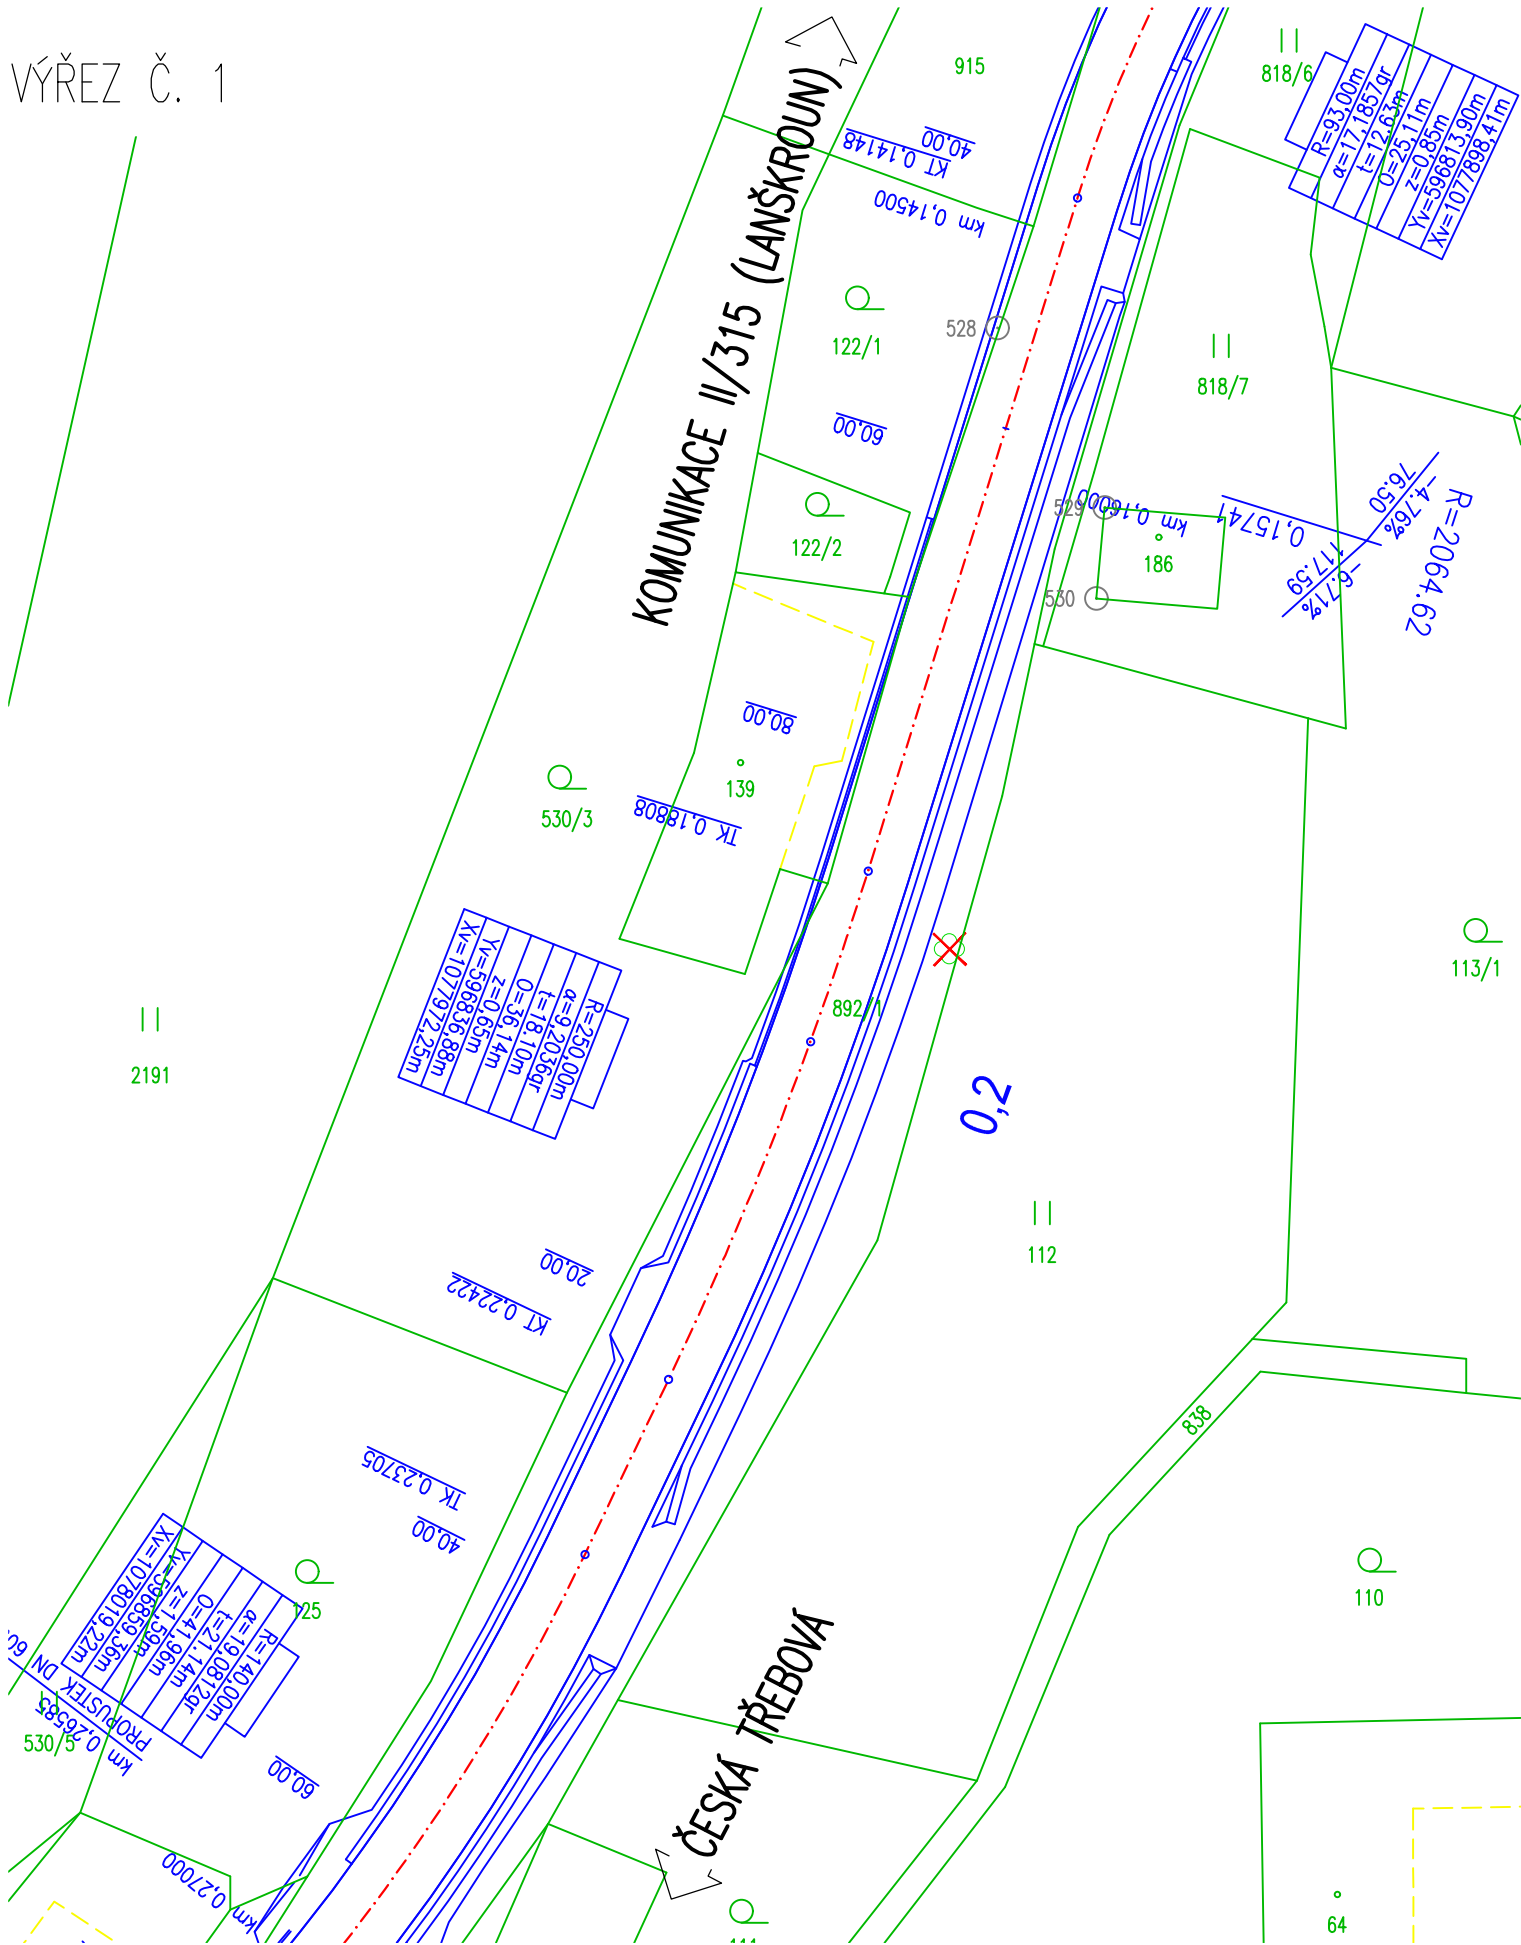 VÝŘEZ Č. 1
KOMUNIKACE II/315 (LANŠKROUN)
915
818/6
R=93,00m
α=17,1857gr
t=12,63m
O=25,11m
z=0,85m
Yv=596813,90m
Xv=1077898,41m
40.00
KT 0,14148
km 0,14500
122/1
528
818/7
60.00
122/2
529
km 0,16000
0,15741
186
530
-4.76%
76.50
-6.71%
117.59
R=2064.62
80.00
139
TK 0,18808
530/3
113/1
892/1
R=250,00m
α=9,2036gr
t=18,10m
O=36,14m
z=0,65m
Yv=596836,88m
Xv=1077972,25m
2191
0,2
112
20.00
KT 0,22422
838
TK 0,23705
40.00
110
125
R=140,00m
α=19,0812gr
t=21,14m
O=41,96m
z=1,59m
Yv=596859,36m
Xv=1078019,22m
PROPUSTEK DN
km 0,26585
530/5
60.00
ČESKÁ TŘEBOVÁ
km 0,27000
64